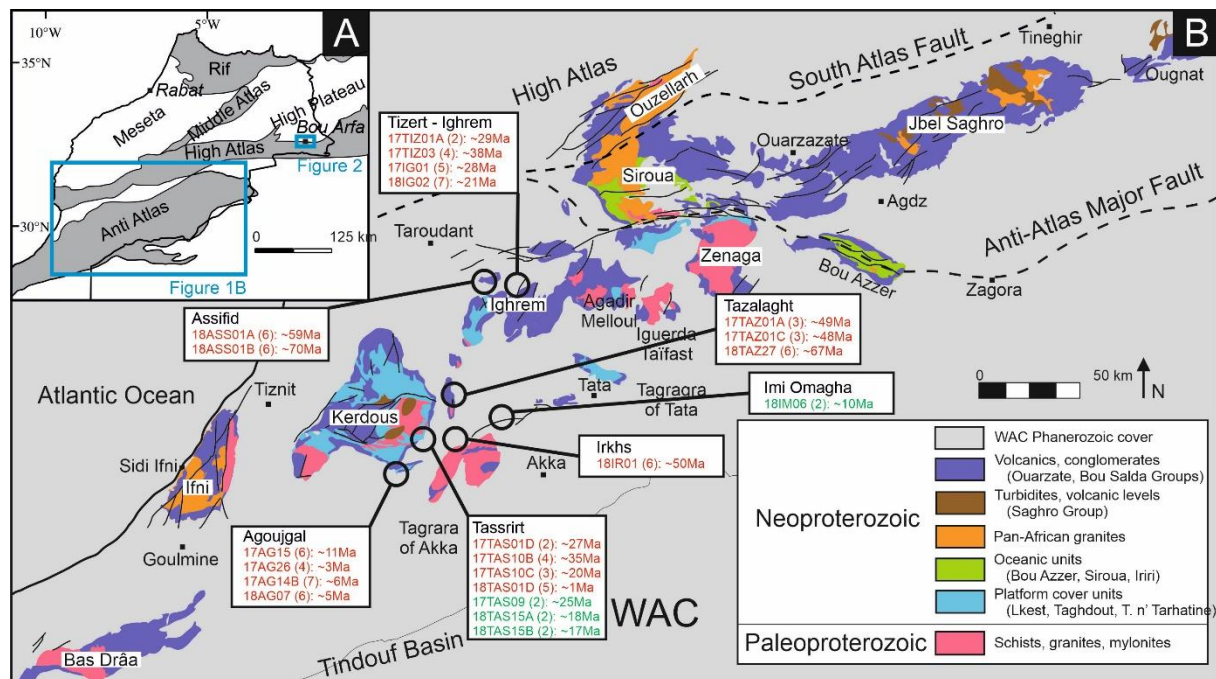 A
10°W
5°W
35°N
30°N
Rif
Rabat
Meseta
Middle Atlas
High Plateau
Bou Arfa
High Atlas
Figure 2
Anti Atlas
0 125 km
Figure 1B
B
High Atlas
South Atlas Fault
Tineghir
Ougnat
Ouzellarh
Jbel Saghro
Ouarzazate
Siroua
Agdz
Anti-Atlas Major Fault
Taroudant
Zenaga
Bou Azzer
Zagora
Tizert - Ighrem
17TIZ01A (2): ~29Ma
17TIZ03 (4): ~38Ma
17IG01 (5): ~28Ma
18IG02 (7): ~21Ma
Ighrem
Agadir
Melloul
Iguerda
Taïfast
Assifid
18ASS01A (6): ~59Ma
18ASS01B (6): ~70Ma
Tazalaght
17TAZ01A (3): ~49Ma
17TAZ01C (3): ~48Ma
18TAZ27 (6): ~67Ma
Atlantic Ocean
Tiznit
Kerdous
Tata
Tagragra
of Tata
Imi Omagha
18IM06 (2): ~10Ma
0 50 km
N
Sidi Ifni
Ifni
Irkhs
18IR01 (6): ~50Ma
Akka
Goulmine
Agoujgal
17AG15 (6): ~11Ma
17AG26 (4): ~3Ma
17AG14B (7): ~6Ma
18AG07 (6): ~5Ma
Tagrara
of Akka
Tassrirt
17TAS01D (2): ~27Ma
17TAS10B (4): ~35Ma
17TAS10C (3): ~20Ma
18TAS01D (5): ~1Ma
17TAS09 (2): ~25Ma
18TAS15A (2): ~18Ma
18TAS15B (2): ~17Ma
WAC
Tindouf Basin
Bas Drâa
WAC Phanerozoic cover
Neoproterozoic
Volcanics, conglomerates
(Ouarzate, Bou Salda Groups)
Turbidites, volcanic levels
(Saghro Group)
Pan-African granites
Oceanic units
(Bou Azzer, Siroua, Iriri)
Platform cover units
(Lkest, Taghdout, T. n' Tarhatine)
Paleoproterozoic
Schists, granites, mylonites